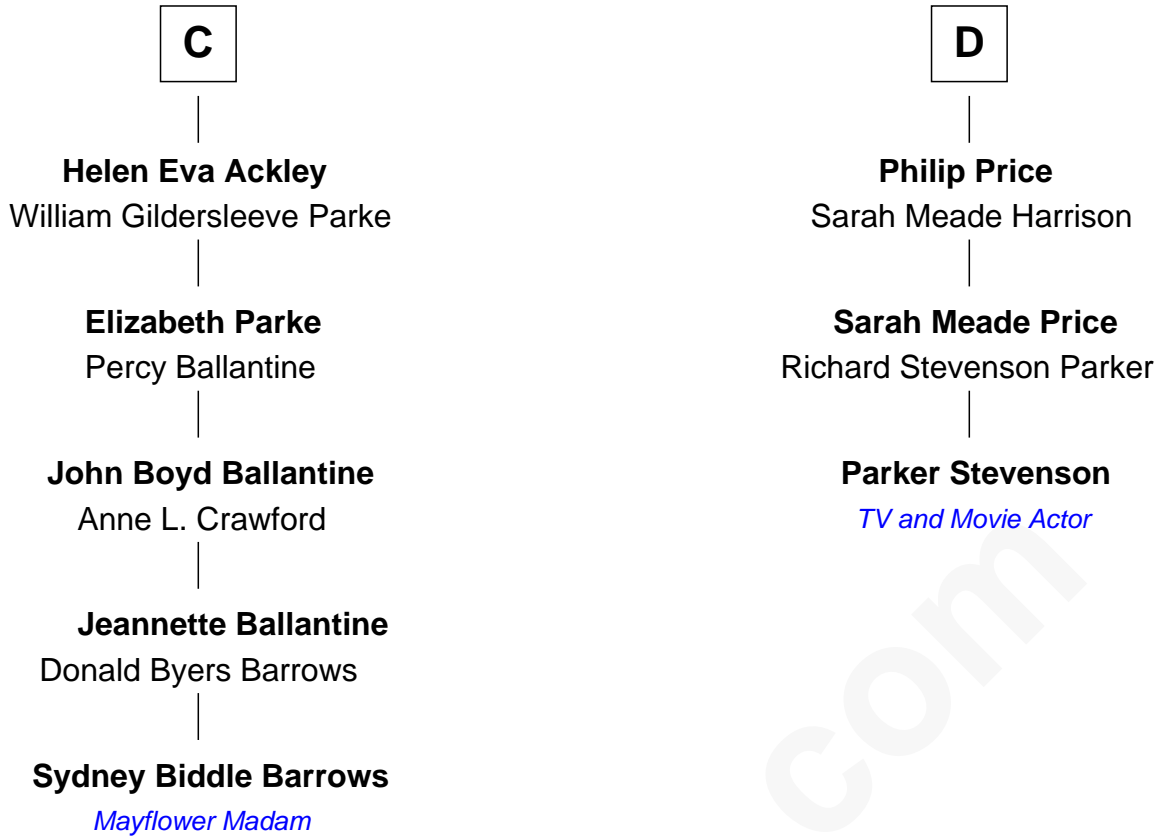 C
Helen Eva Ackley
William Gildersleeve Parke
Elizabeth Parke
Percy Ballantine
John Boyd Ballantine
Anne L. Crawford
Jeannette Ballantine
Donald Byers Barrows
Sydney Biddle Barrows
Mayflower Madam
D
Philip Price
Sarah Meade Harrison
Sarah Meade Price
Richard Stevenson Parker
Parker Stevenson
TV and Movie Actor
com